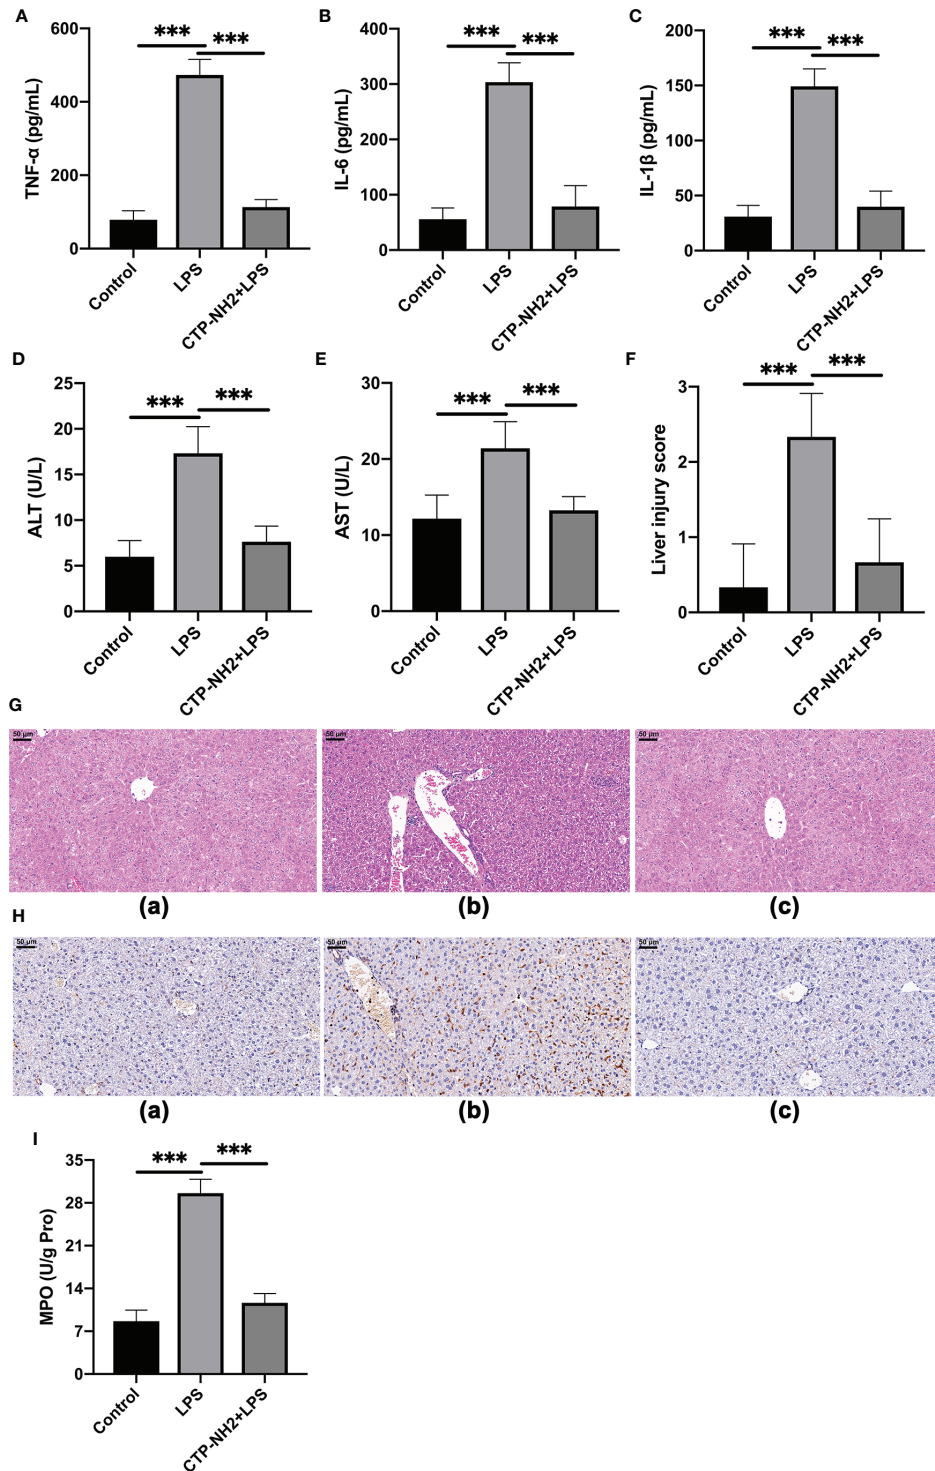 A
TNF-α (pg/mL)
600
400
200
0
***
***
Control
LPS
CTP-NH2+LPS
B
IL-6 (pg/mL)
400
300
200
100
0
***
***
Control
LPS
CTP-NH2+LPS
C
IL-1β (pg/mL)
200
150
100
50
0
***
***
Control
LPS
CTP-NH2+LPS
D
ALT (U/L)
25
20
15
10
5
0
***
***
Control
LPS
CTP-NH2+LPS
E
AST (U/L)
30
20
10
0
***
***
Control
LPS
CTP-NH2+LPS
F
Liver injury score
3
2
1
0
***
***
Control
LPS
CTP-NH2+LPS
G
50 μm
50 μm
50 μm
(a)
(b)
(c)
H
50 μm
50 μm
50 μm
(a)
(b)
(c)
I
MPO (U/g Pro)
35
28
21
14
7
0
***
***
Control
LPS
CTP-NH2+LPS